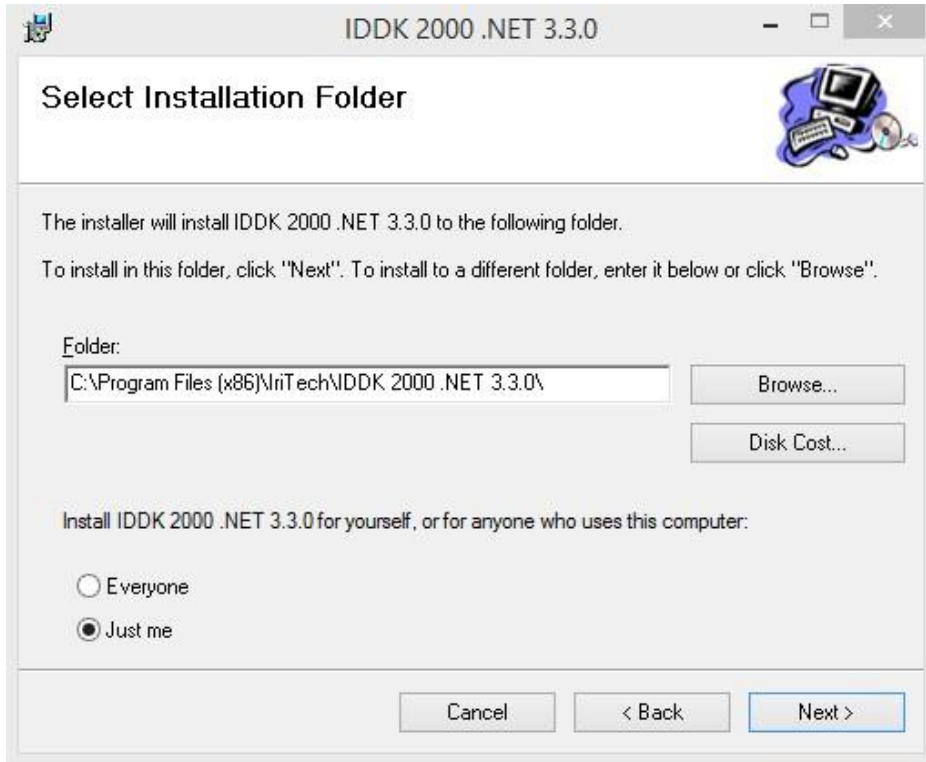 IDDK 2000 .NET 3.3.0
Select Installation Folder
The installer will install IDDK 2000 .NET 3.3.0 to the following folder.
To install in this folder, click "Next". To install to a different folder, enter it below or click "Browse".
Folder:
C:\Program Files (x86)\IriTech\IDDK 2000 .NET 3.3.0\
Browse...
Disk Cost...
Install IDDK 2000 .NET 3.3.0 for yourself, or for anyone who uses this computer:
Everyone
Just me
Cancel
< Back
Next >